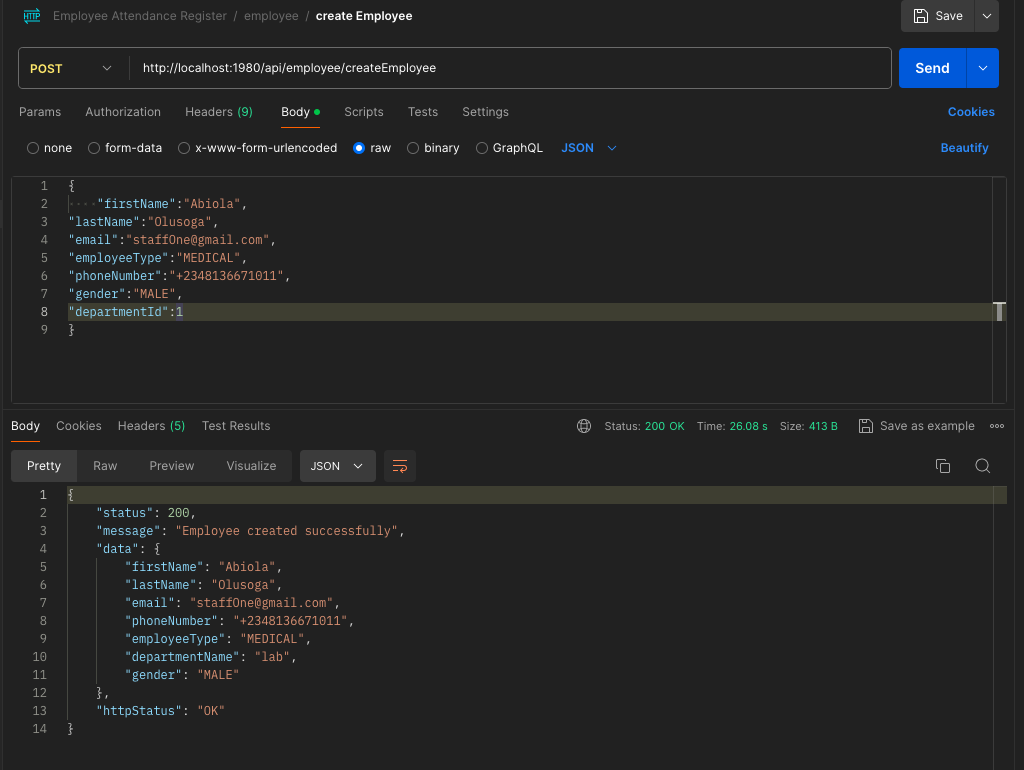 HTTP Employee Attendance Register / employee / create Employee Save
POST http://localhost:1980/api/employee/createEmployee Send
Params Authorization Headers (9) Body Scripts Tests Settings Cookies
none form-data x-www-form-urlencoded raw binary GraphQL JSON Beautify
1 {
2 ····"firstName":"Abiola",
3 "lastName":"Olusoga",
4 "email":"staffOne@gmail.com",
5 "employeeType":"MEDICAL",
6 "phoneNumber":"+2348136671011",
7 "gender":"MALE",
8 "departmentId":1
9 }
Body Cookies Headers (5) Test Results Status: 200 OK Time: 26.08 s Size: 413 B Save as example
Pretty Raw Preview Visualize JSON
1 {
2 "status": 200,
3 "message": "Employee created successfully",
4 "data": {
5 "firstName": "Abiola",
6 "lastName": "Olusoga",
7 "email": "staffOne@gmail.com",
8 "phoneNumber": "+2348136671011",
9 "employeeType": "MEDICAL",
10 "departmentName": "lab",
11 "gender": "MALE"
12 },
13 "httpStatus": "OK"
14 }